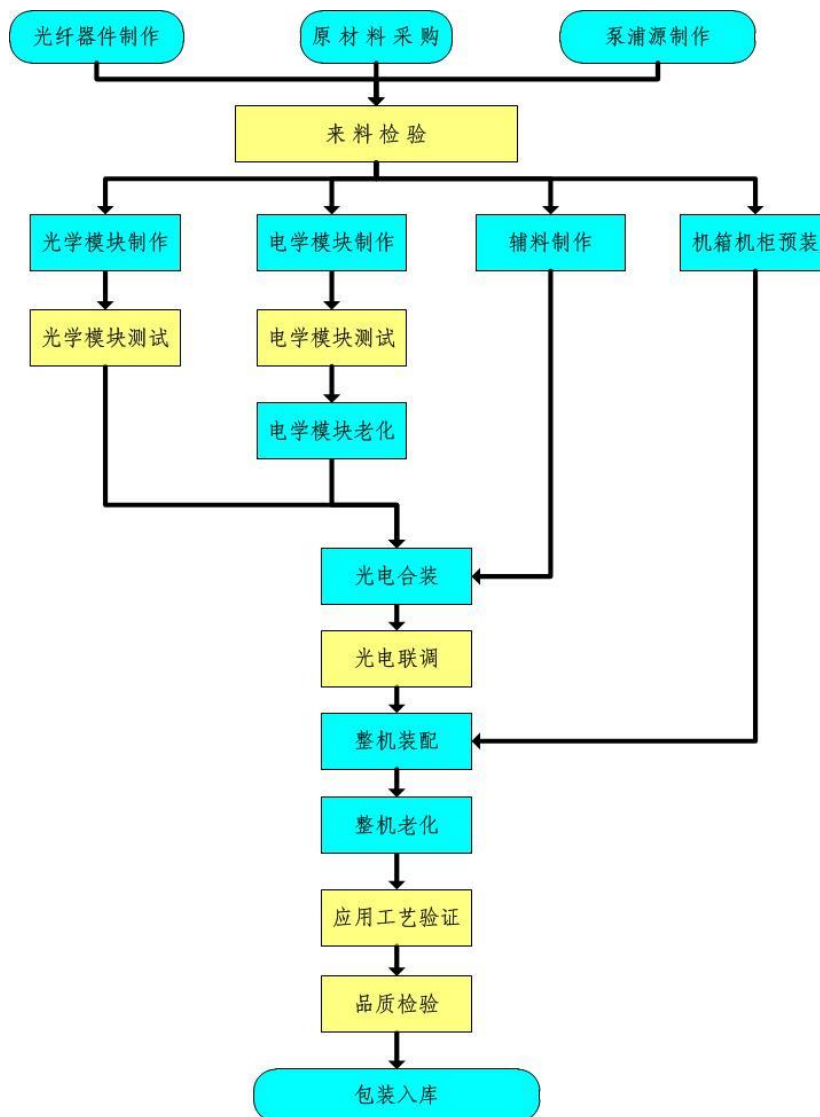 光纤器件制作
原材料采购
泵浦源制作
来料检验
光学模块制作
电学模块制作
辅料制作
机箱机柜预装
光学模块测试
电学模块测试
电学模块老化
光电合装
光电联调
整机装配
整机老化
应用工艺验证
品质检验
包装入库